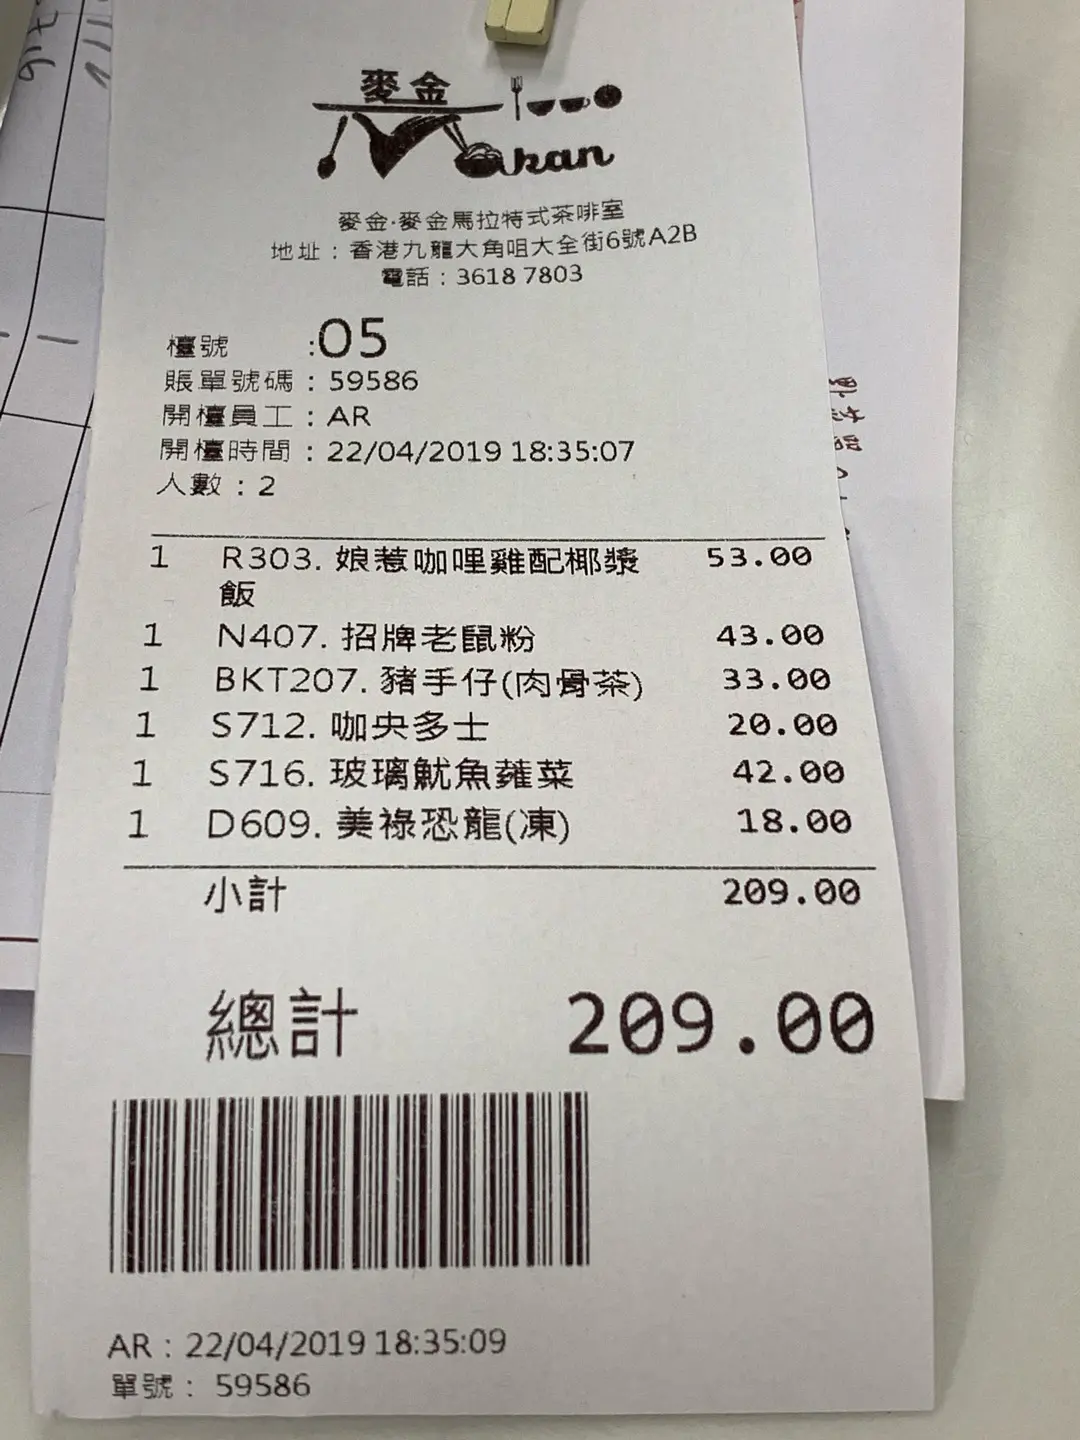 麥金
Makan
麥金·麥金馬拉特式茶啡室
地址：香港九龍大角咀大全街6號A2B
電話：3618 7803
檯號 :05
賬單號碼：59586
開檯員工：AR
開檯時間：22/04/2019 18:35:07
人數：2
1 R303. 娘惹咖哩雞配椰漿 53.00
飯
1 N407. 招牌老鼠粉 43.00
1 BKT207. 豬手仔(肉骨茶) 33.00
1 S712. 咖央多士 20.00
1 S716. 玻璃魷魚蕹菜 42.00
1 D609. 美祿恐龍(凍) 18.00
小計 209.00
總計 209.00
AR：22/04/2019 18:35:09
單號： 59586